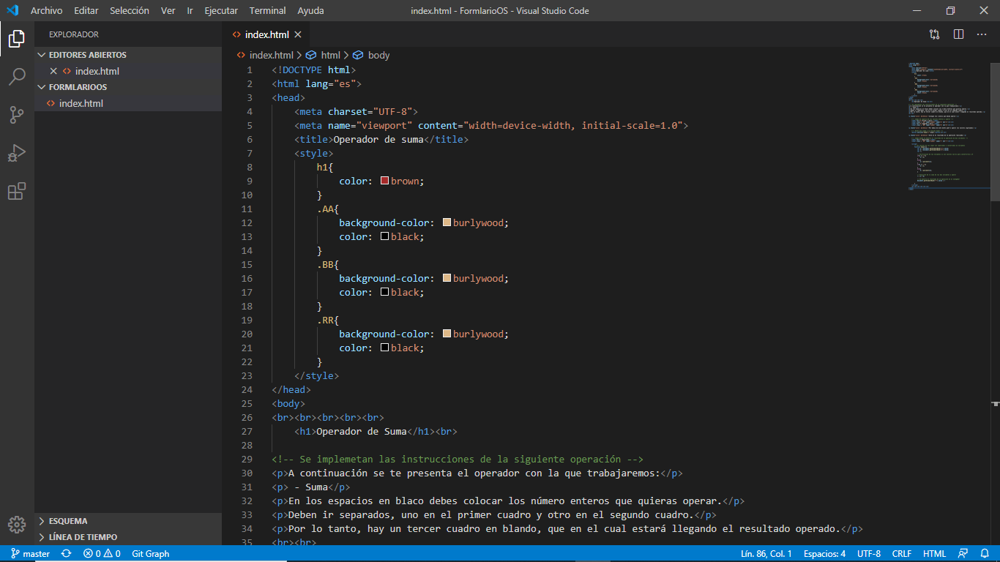 Archivo Editar Selección Ver Ir Ejecutar Terminal Ayuda index.html - FormlarioOS - Visual Studio Code
EXPLORADOR
EDITORES ABIERTOS
index.html
FORMLARIOOS
index.html
ESQUEMA
LÍNEA DE TIEMPO
index.html
index.html > html > body
1 <!DOCTYPE html>
2 <html lang="es">
3 <head>
4 <meta charset="UTF-8">
5 <meta name="viewport" content="width=device-width, initial-scale=1.0">
6 <title>Operador de suma</title>
7 <style>
8 h1{
9 color: brown;
10 }
11 .AA{
12 background-color: burlywood;
13 color: black;
14 }
15 .BB{
16 background-color: burlywood;
17 color: black;
18 }
19 .RR{
20 background-color: burlywood;
21 color: black;
22 }
23 </style>
24 </head>
25 <body>
26 <br><br><br><br><br>
27 <h1>Operador de Suma</h1><br>
28
29 <!-- Se implemetan las instrucciones de la siguiente operación -->
30 <p>A continuación se te presenta el operador con la que trabajaremos:</p>
31 <p> - Suma</p>
32 <p>En los espacios en blaco debes colocar los número enteros que quieras operar.</p>
33 <p>Deben ir separados, uno en el primer cuadro y otro en el segundo cuadro.</p>
34 <p>Por lo tanto, hay un tercer cuadro en blando, que en el cual estará llegando el resultado operado.</p>
35 <br><br>
master 0 0 Git Graph Lín. 86, Col. 1 Espacios: 4 UTF-8 CRLF HTML